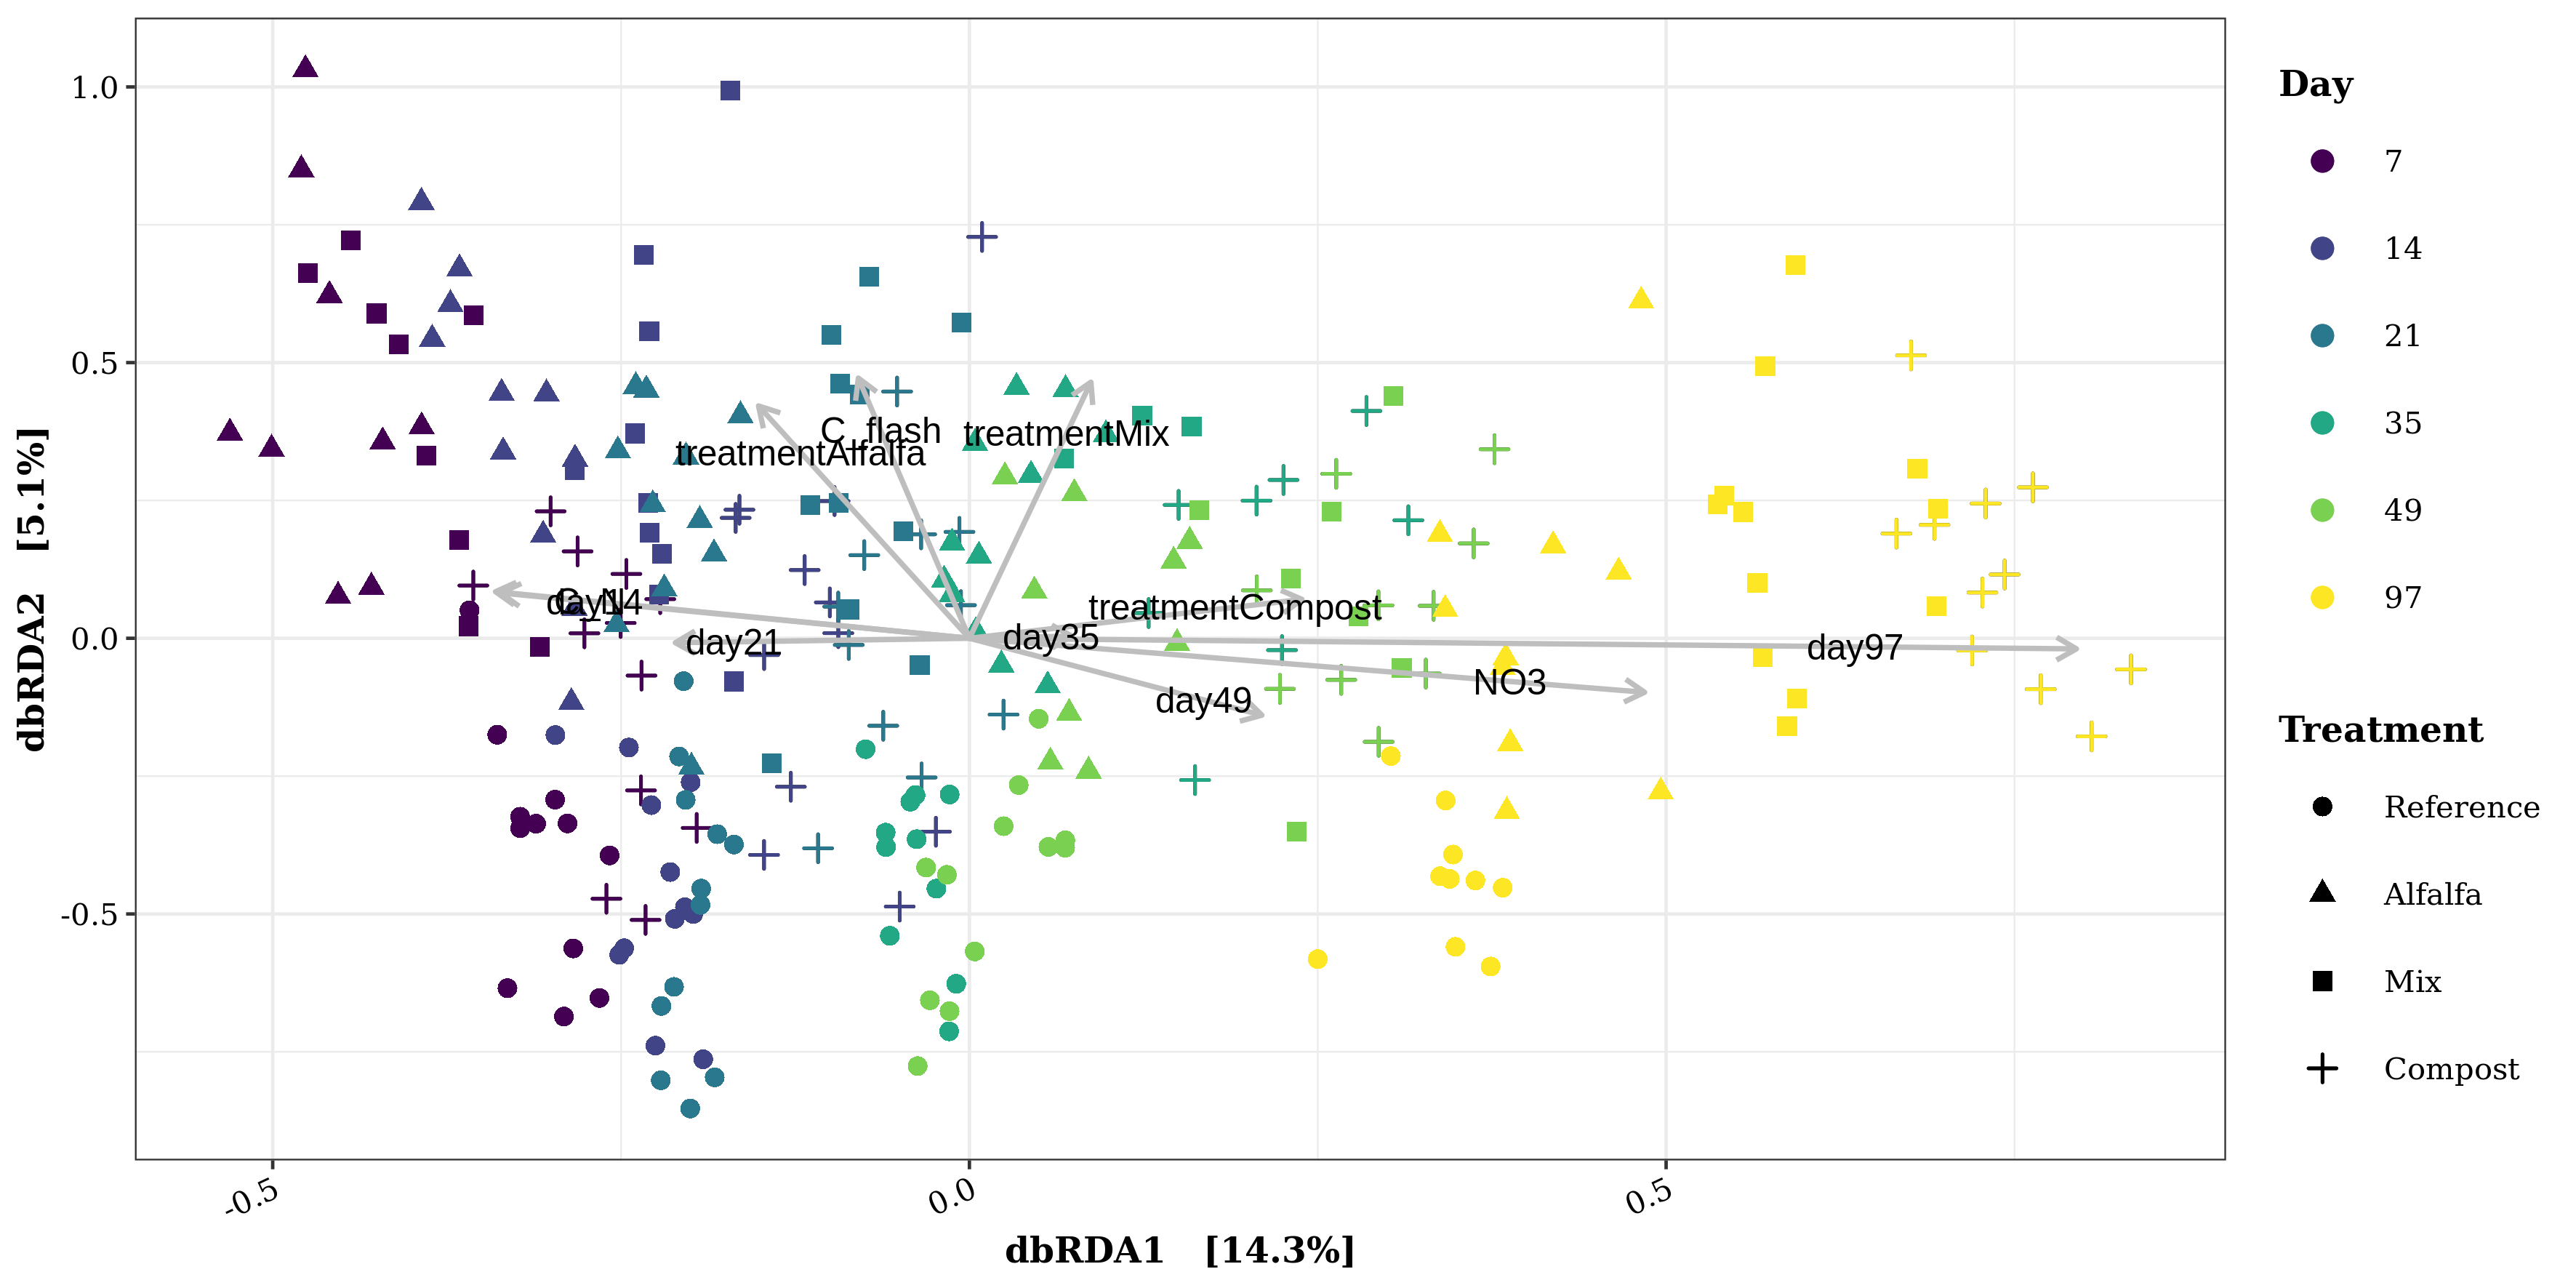 1.0
0.5
0.0
-0.5
dbRDA2 [5.1%]
C_flash
treatmentMix
treatmentAlfalfa
C_N
day14
treatmentCompost
day21
day35
day97
NO3
day49
-0.5
0.0
0.5
dbRDA1 [14.3%]
Day
7
14
21
35
49
97
Treatment
Reference
Alfalfa
Mix
Compost